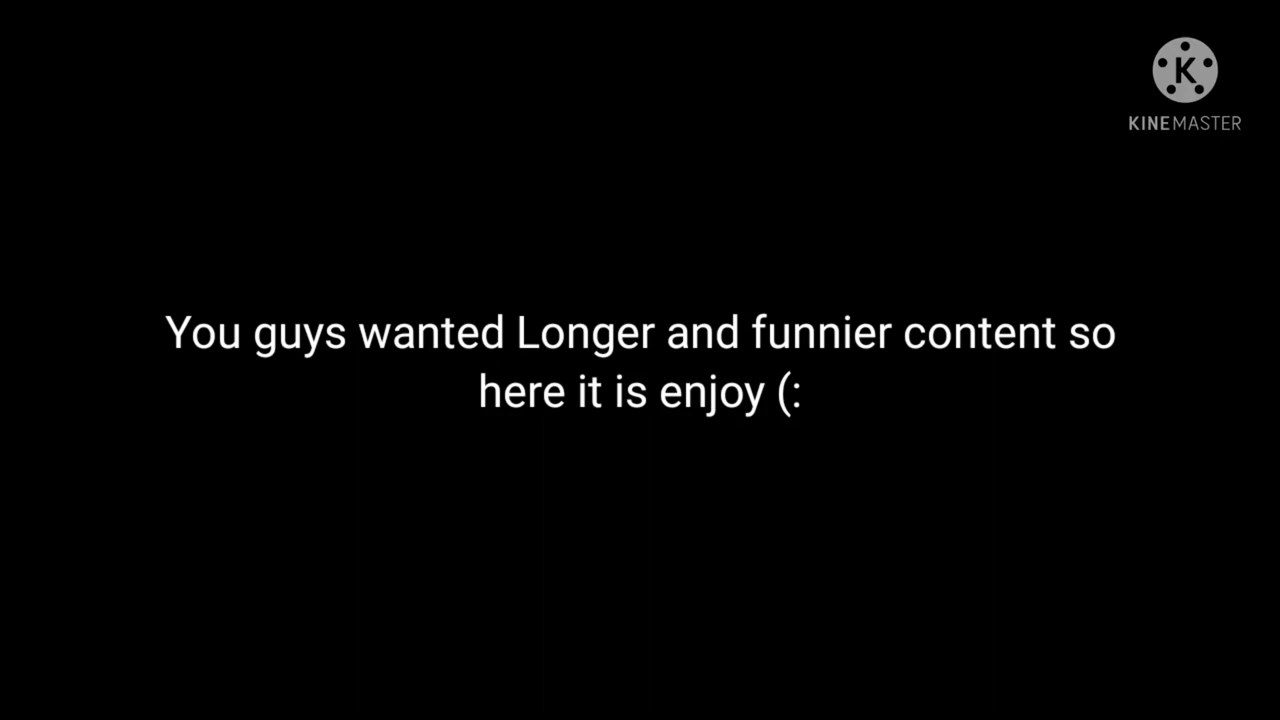 K
KINEMASTER
You guys wanted Longer and funnier content so
here it is enjoy (: